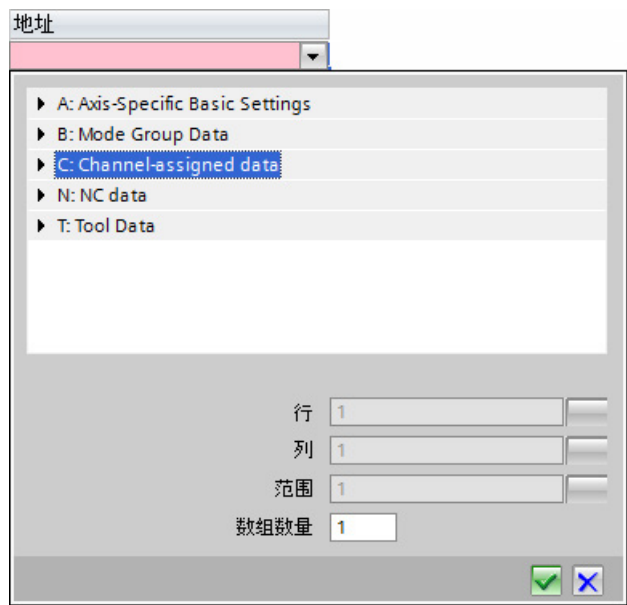 地址
A: Axis-Specific Basic Settings
B: Mode Group Data
C: Channel-assigned data
N: NC data
T: Tool Data
行 1
列 1
范围 1
数组数量 1